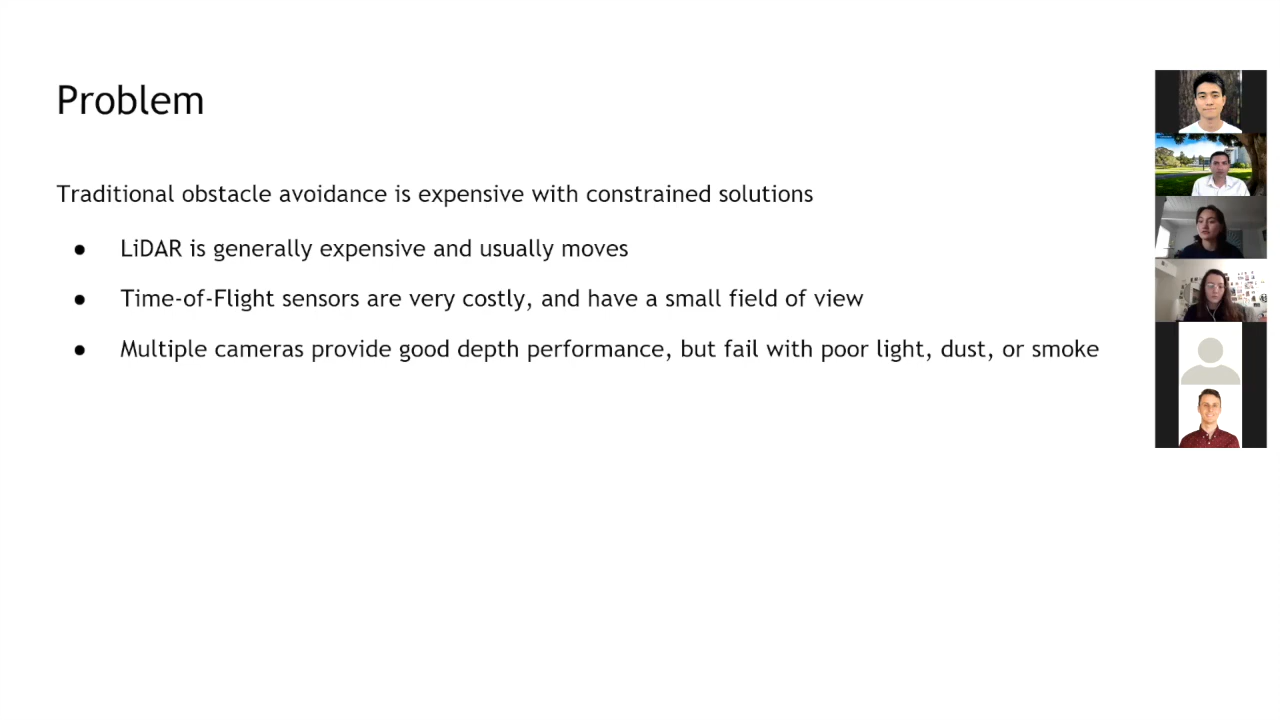 Problem
Traditional obstacle avoidance is expensive with constrained solutions
● LiDAR is generally expensive and usually moves
● Time-of-Flight sensors are very costly, and have a small field of view
● Multiple cameras provide good depth performance, but fail with poor light, dust, or smoke